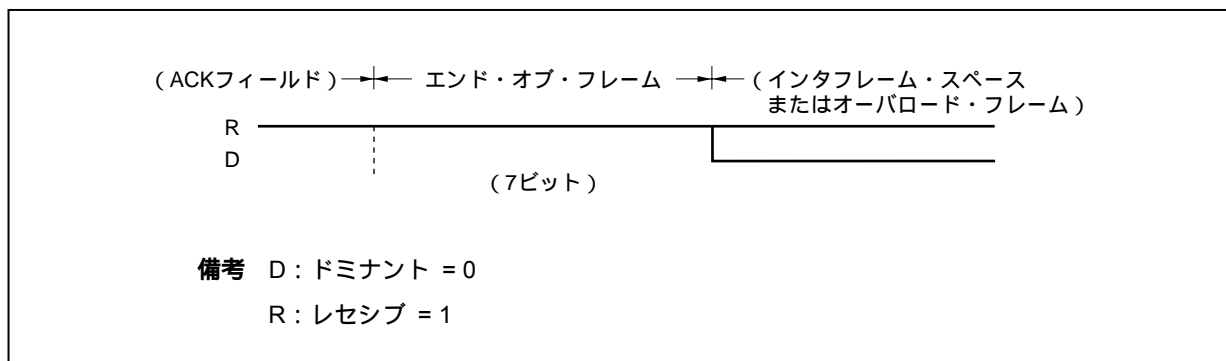 (ACKフィールド) エンド・オブ・フレーム (インタフレーム・スペース
またはオーバロード・フレーム)
R
D
(7ビット)
備考 D:ドミナント = 0
R:レセシブ = 1